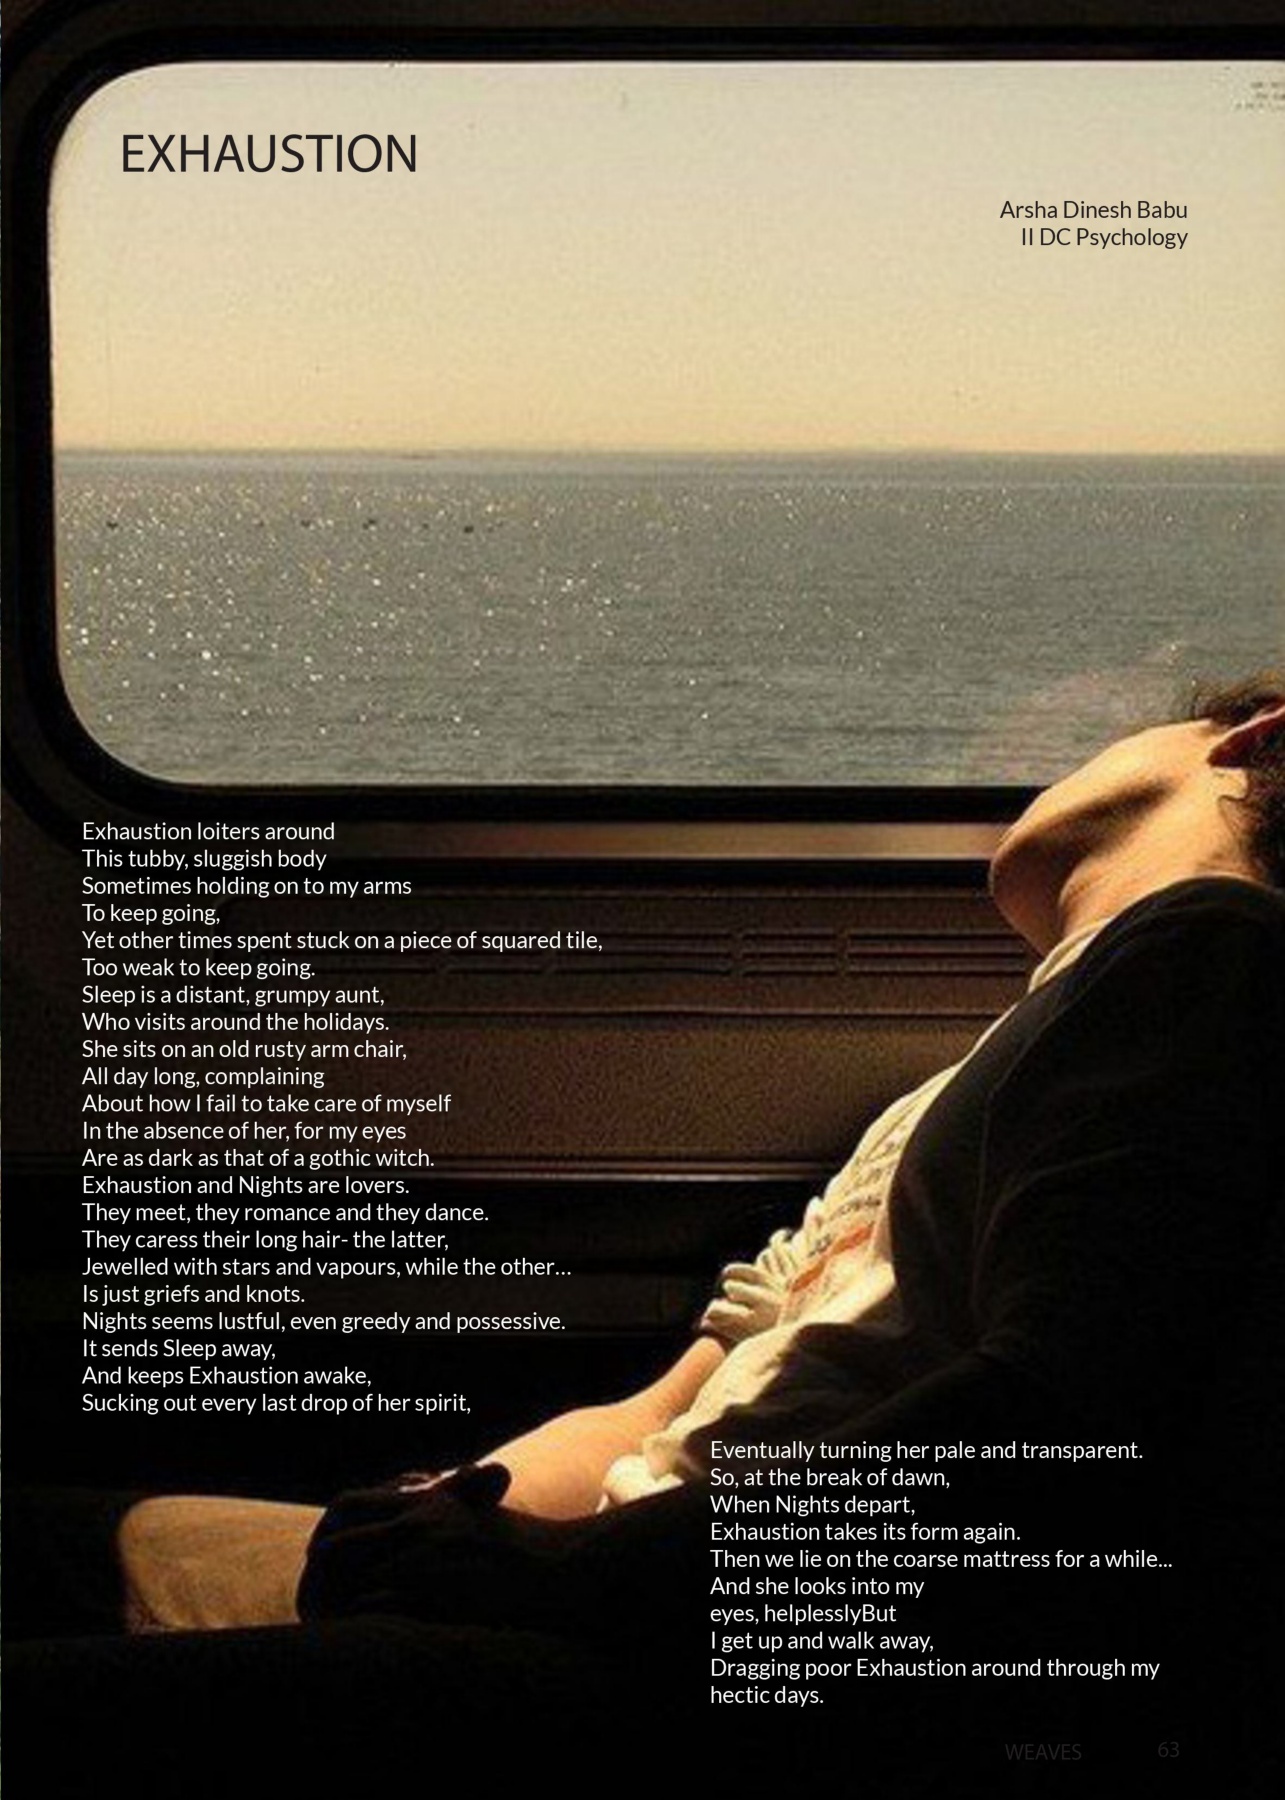 EXHAUSTION
Arsha Dinesh Babu
II DC Psychology
Exhaustion loiters around
This tubby, sluggish body
Sometimes holding on to my arms
To keep going,
Yet other times spent stuck on a piece of squared tile,
Too weak to keep going.
Sleep is a distant, grumpy aunt,
Who visits around the holidays.
She sits on an old rusty arm chair,
All day long, complaining
About how I fail to take care of myself
In the absence of her, for my eyes
Are as dark as that of a gothic witch.
Exhaustion and Nights are lovers.
They meet, they romance and they dance.
They caress their long hair- the latter,
Jewelled with stars and vapours, while the other...
Is just griefs and knots.
Nights seems lustful, even greedy and possessive.
It sends Sleep away,
And keeps Exhaustion awake,
Sucking out every last drop of her spirit,
Eventually turning her pale and transparent.
So, at the break of dawn,
When Nights depart,
Exhaustion takes its form again.
Then we lie on the coarse mattress for a while...
And she looks into my
eyes, helplesslyBut
I get up and walk away,
Dragging poor Exhaustion around through my
hectic days.
WEAVES 63